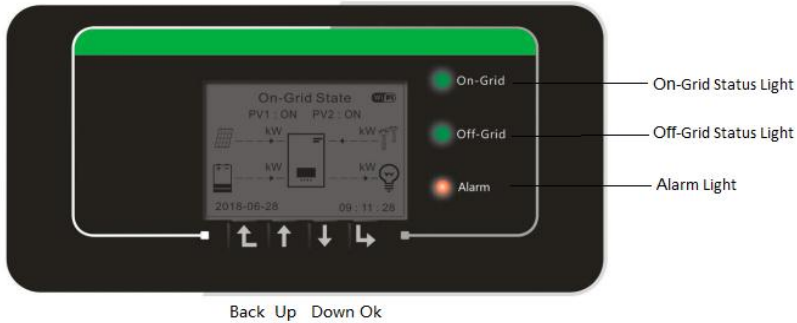 On-Grid State
PV1 : ON PV2 : ON
kW kW
kW kW
2018-06-28 09 : 11 : 28
On-Grid On-Grid Status Light
Off-Grid Off-Grid Status Light
Alarm Alarm Light
Back Up Down Ok